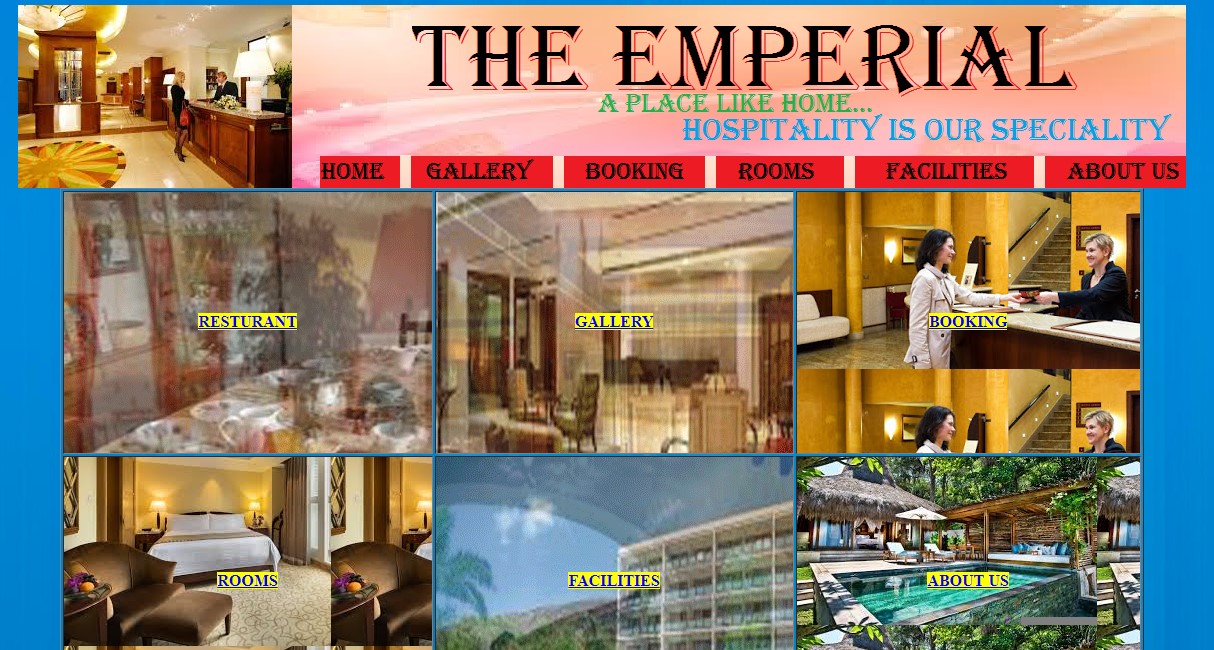 THE EMPERIAL
A PLACE LIKE HOME...
HOSPITALITY IS OUR SPECIALITY
HOME GALLERY BOOKING ROOMS FACILITIES ABOUT US
RESTURANT GALLERY BOOKING
ROOMS FACILITIES ABOUT US